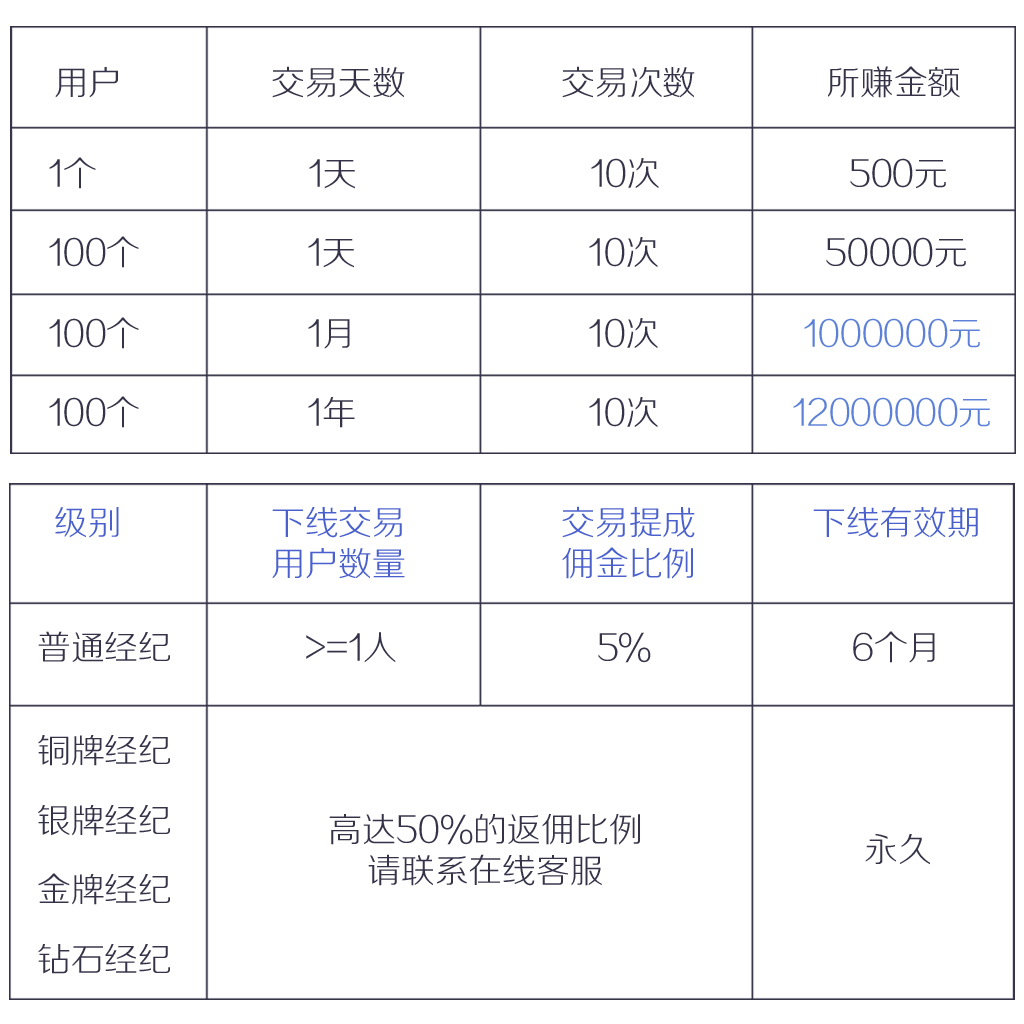 用户 交易天数 交易次数 所赚金额
1个 1天 10次 500元
100个 1天 10次 50000元
100个 1月 10次 1000000元
100个 1年 10次 12000000元
级别 下线交易 交易提成 下线有效期
用户数量 佣金比例
普通经纪 >=1人 5% 6个月
铜牌经纪
银牌经纪
高达50%的返佣比例
请联系在线客服
永久
金牌经纪
钻石经纪